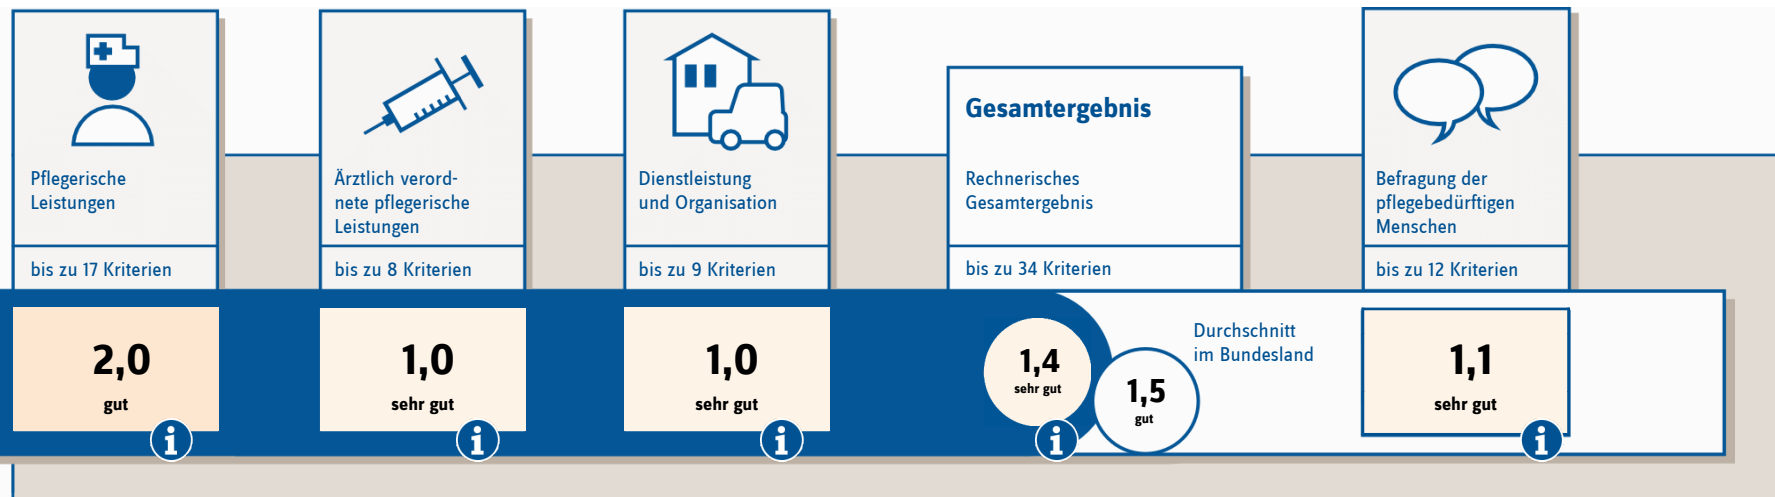 Pflegerische
Leistungen
bis zu 17 Kriterien
2,0
gut
i
Ärztlich verord-
nete pflegerische
Leistungen
bis zu 8 Kriterien
1,0
sehr gut
i
Dienstleistung
und Organisation
bis zu 9 Kriterien
1,0
sehr gut
i
Gesamtergebnis
Rechnerisches
Gesamtergebnis
bis zu 34 Kriterien
1,4
sehr gut
i
1,5
gut
Durchschnitt
im Bundesland
Befragung der
pflegebedürftigen
Menschen
bis zu 12 Kriterien
1,1
sehr gut
i